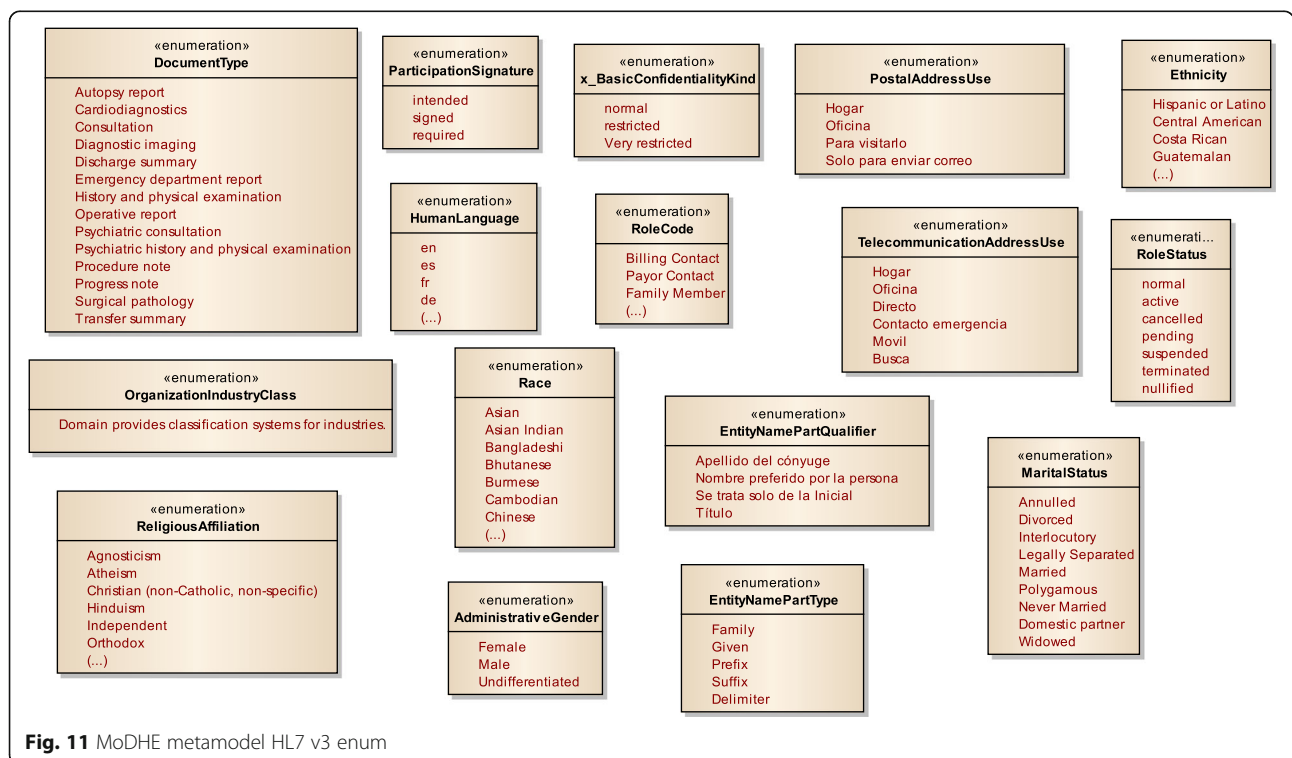 «enumeration»
DocumentType
Autopsy report
Cardiodiagnostics
Consultation
Diagnostic imaging
Discharge summary
Emergency department report
History and physical examination
Operative report
Psychiatric consultation
Psychiatric history and physical examination
Procedure note
Progress note
Surgical pathology
Transfer summary
«enumeration»
ParticipationSignature
intended
signed
required
«enumeration»
x_BasicConfidentialityKind
normal
restricted
Very restricted
«enumeration»
PostalAddressUse
Hogar
Oficina
Para visitarlo
Solo para enviar correo
«enumeration»
Ethnicity
Hispanic or Latino
Central American
Costa Rican
Guatemalan
(...)
«enumeration»
HumanLanguage
en
es
fr
de
(...)
«enumeration»
RoleCode
Billing Contact
Payor Contact
Family Member
(...)
«enumeration»
TelecommunicationAddressUse
Hogar
Oficina
Directo
Contacto emergencia
Movil
Busca
«enumerati...
RoleStatus
normal
active
cancelled
pending
suspended
terminated
nullified
«enumeration»
OrganizationIndustryClass
Domain provides classification systems for industries.
«enumeration»
Race
Asian
Asian Indian
Bangladeshi
Bhutanese
Burmese
Cambodian
Chinese
(...)
«enumeration»
EntityNamePartQualifier
Apellido del cónyuge
Nombre preferido por la persona
Se trata solo de la Inicial
Título
«enumeration»
MaritalStatus
Annulled
Divorced
Interlocutory
Legally Separated
Married
Polygamous
Never Married
Domestic partner
Widowed
«enumeration»
ReligiousAffiliation
Agnosticism
Atheism
Christian (non-Catholic, non-specific)
Hinduism
Independent
Orthodox
(...)
«enumeration»
AdministrativeGender
Female
Male
Undifferentiated
«enumeration»
EntityNamePartType
Family
Given
Prefix
Suffix
Delimiter
Fig. 11 MoDHE metamodel HL7 v3 enum